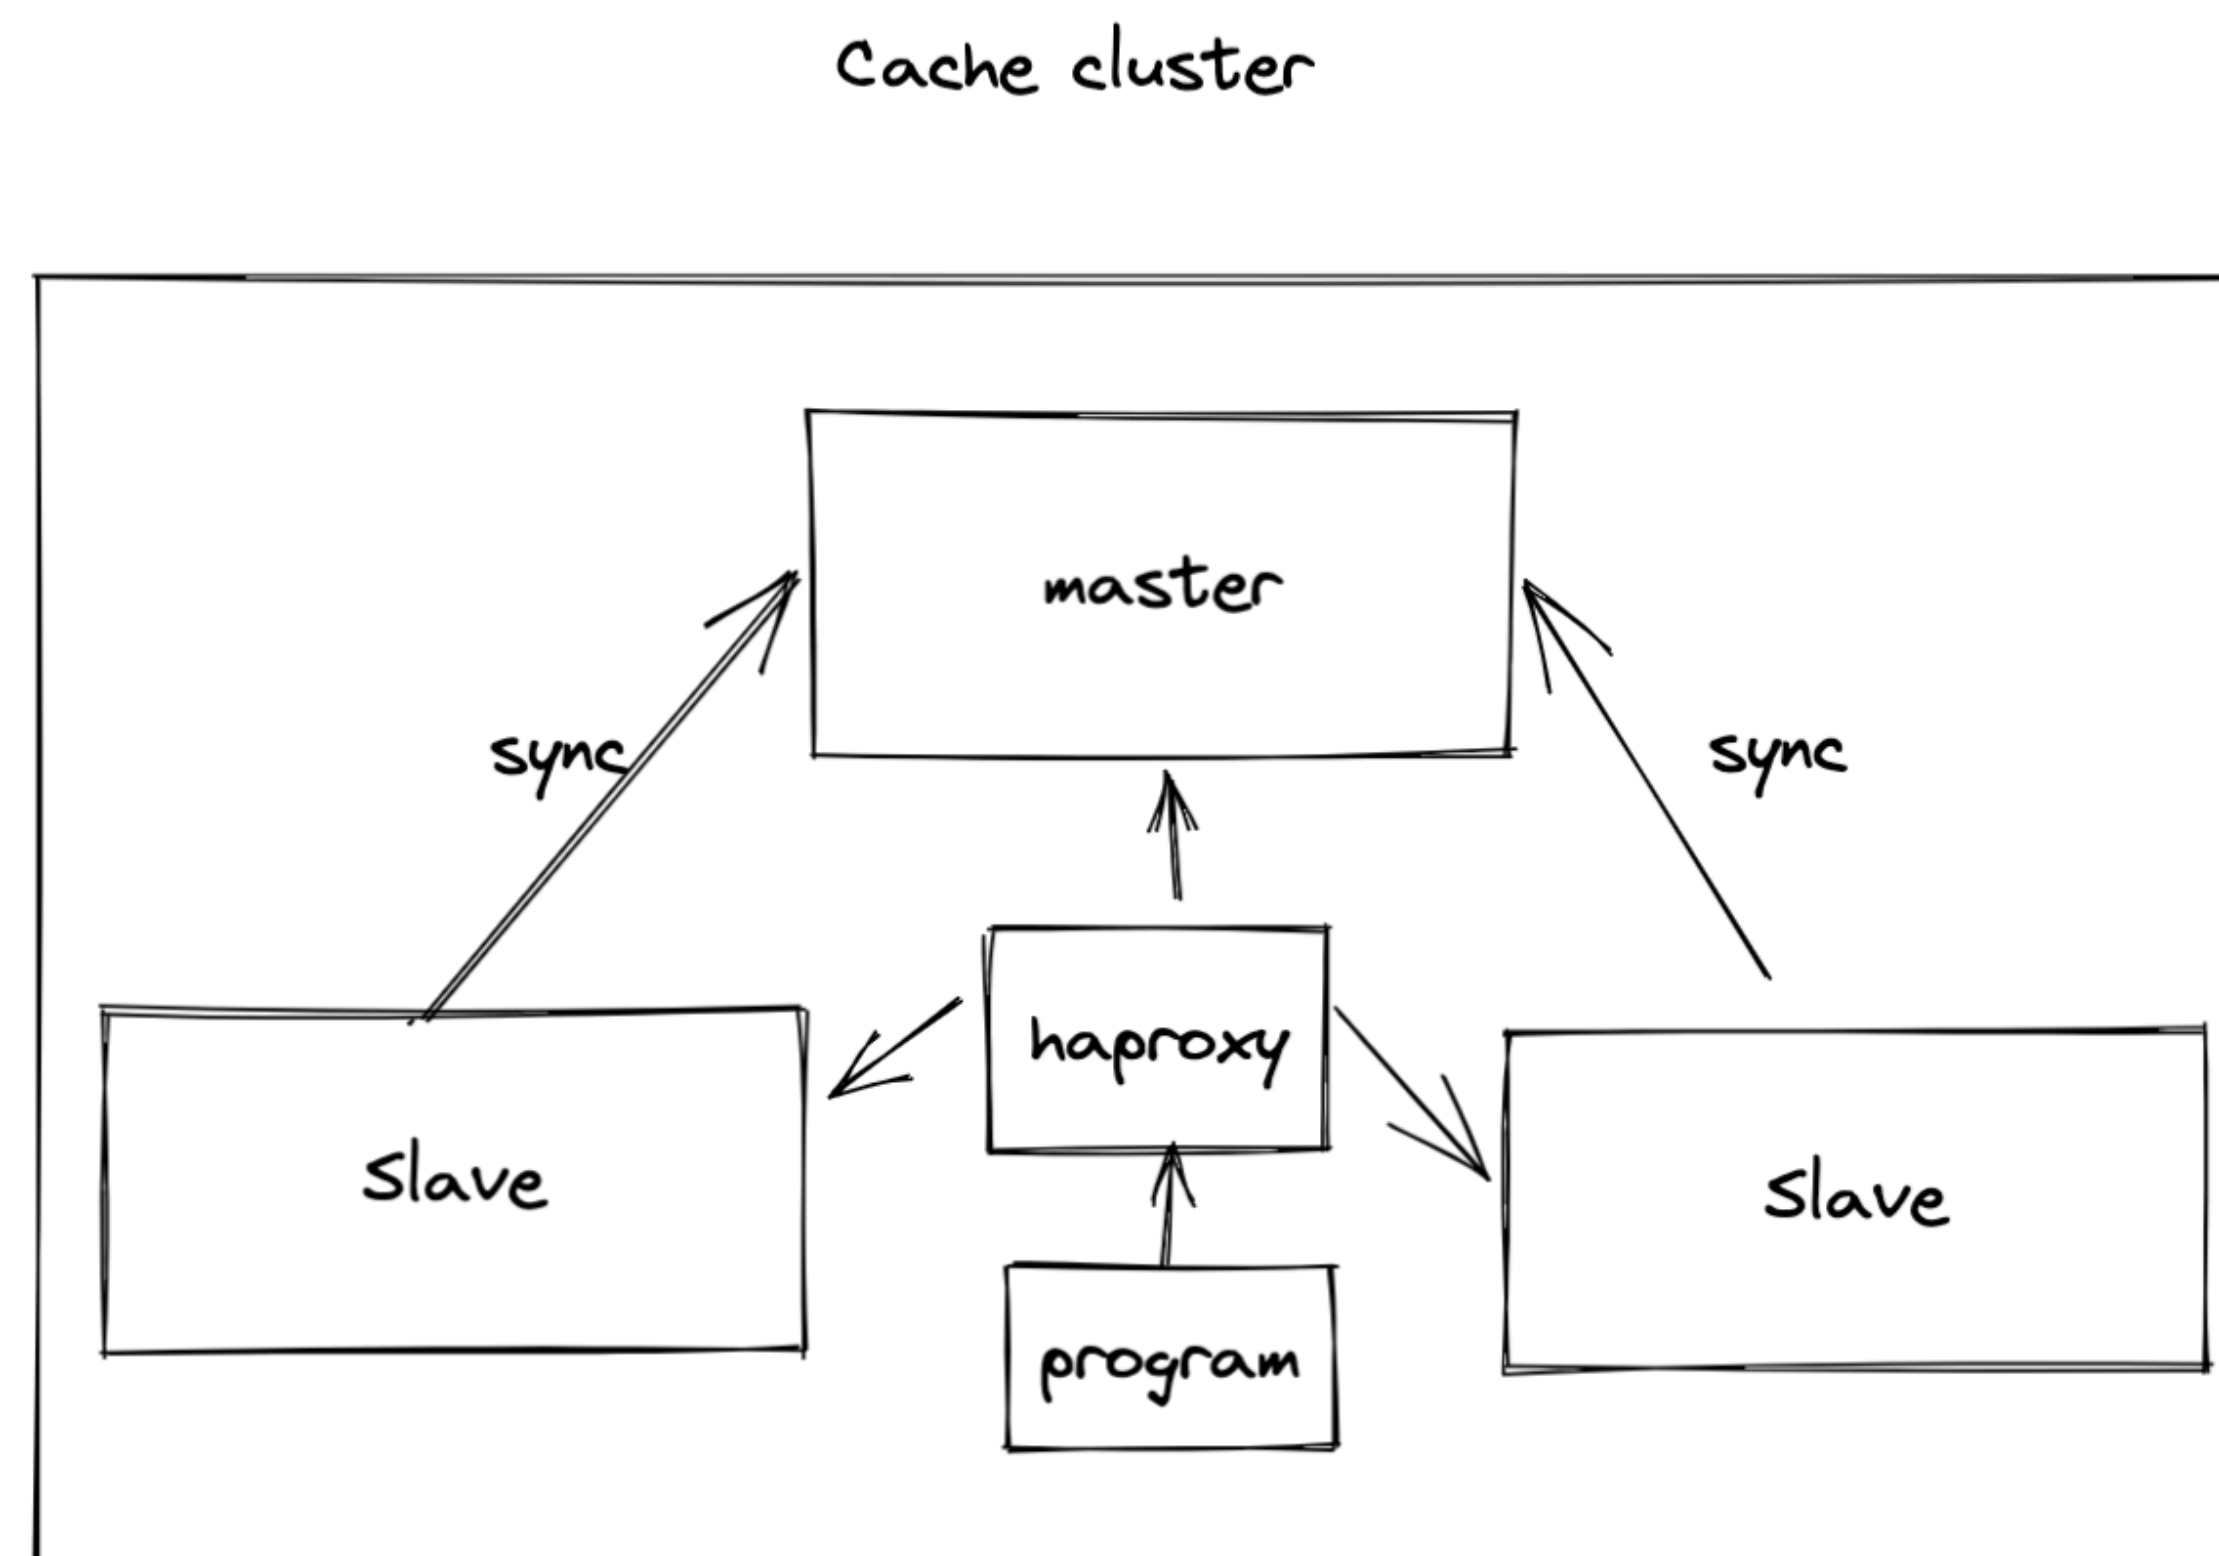 Cache cluster
master
sync
sync
haproxy
Slave
Slave
program